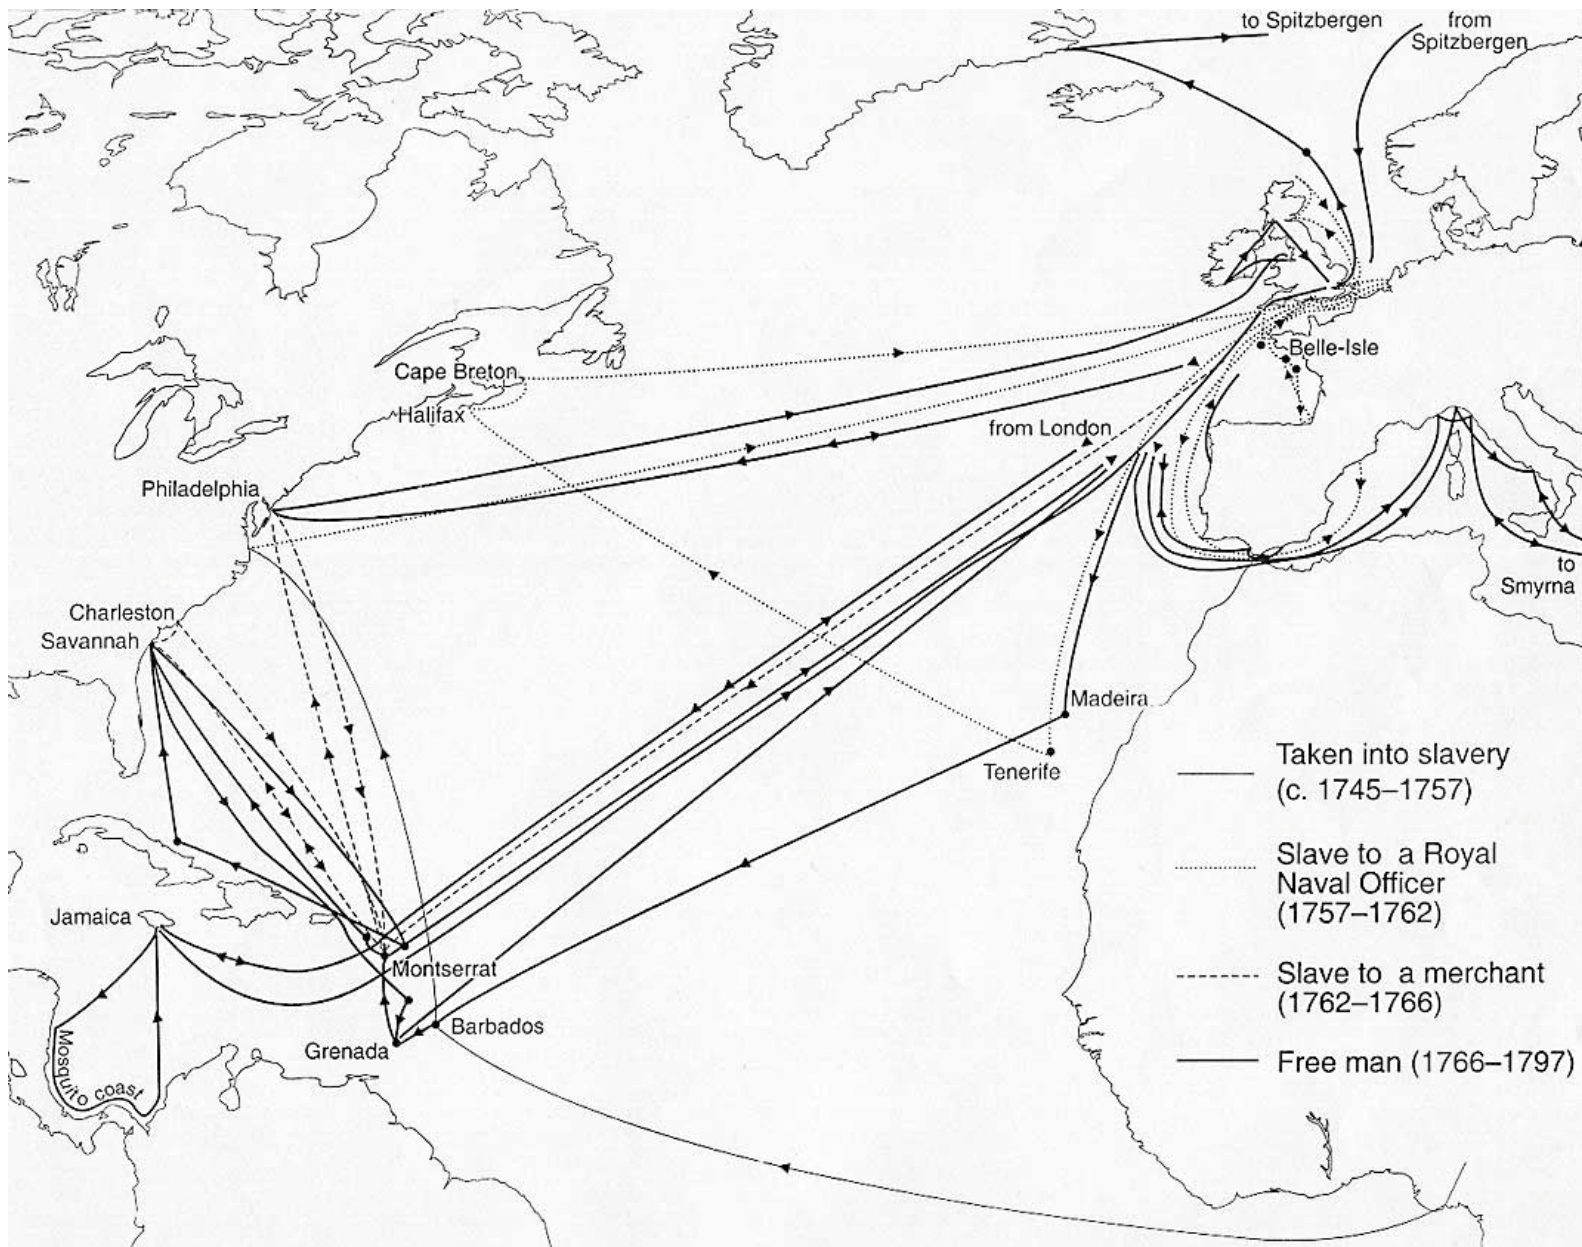 to Spitzbergen
from
Spitzbergen
Belle-Isle
Cape Breton
Halifax
from London
Philadelphia
to
Smyrna
Charleston
Savannah
Madeira
Tenerife
Jamaica
Montserrat
Barbados
Grenada
Mosquito coast
Taken into slavery
(c. 1745–1757)
Slave to a Royal
Naval Officer
(1757–1762)
Slave to a merchant
(1762–1766)
Free man (1766–1797)